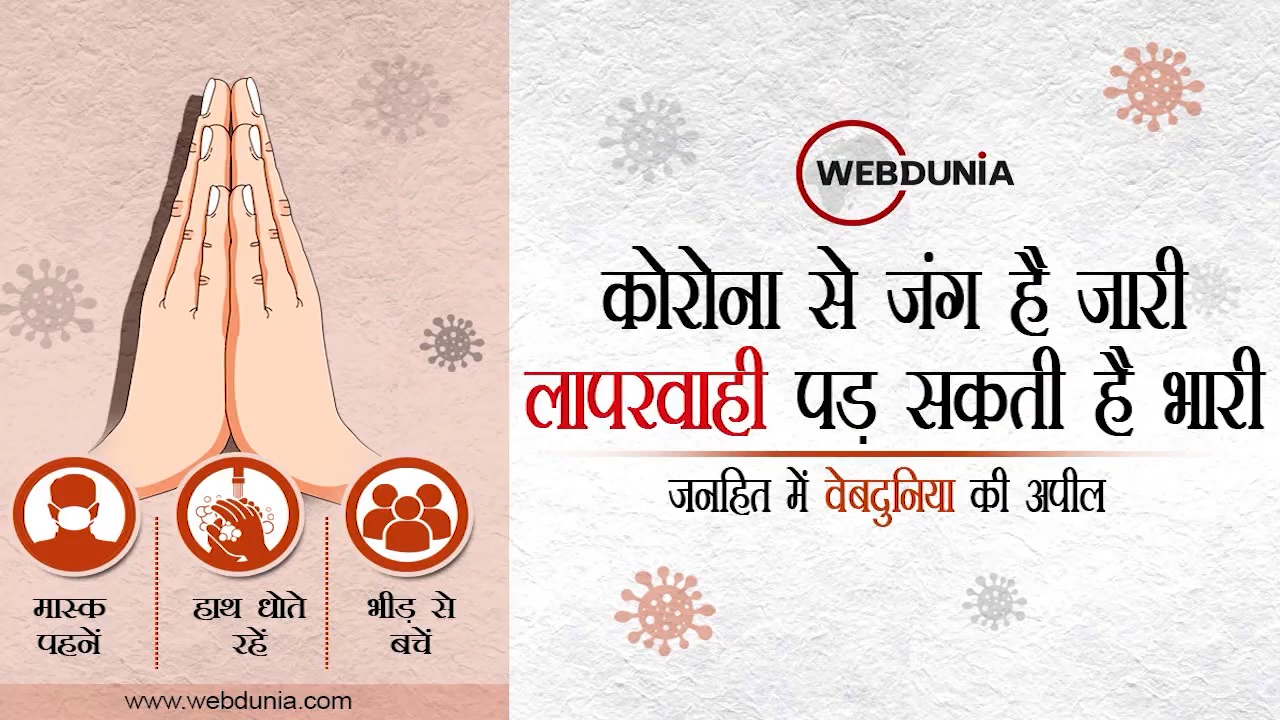 WEBDUNIA
कोरोना से जंग है जारी
लापरवाही पड़ सकती है भारी
जनहित में वेबदुनिया की अपील
मास्क
पहनें
हाथ धोते
रहें
भीड़ से
बचें
www.webdunia.com